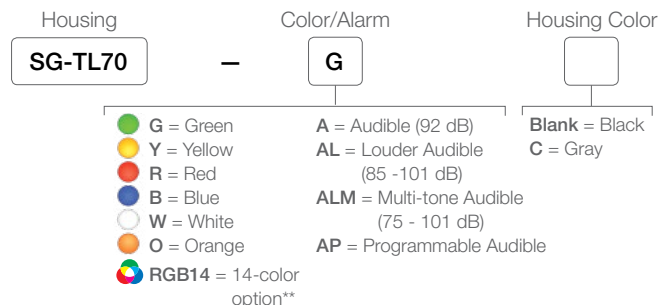 Housing
Color/Alarm
Housing Color
SG-TL70
–
G
G = Green
Y = Yellow
R = Red
B = Blue
W = White
O = Orange
RGB14 = 14-color
option**
A = Audible (92 dB)
AL = Louder Audible
(85 -101 dB)
ALM = Multi-tone Audible
(75 - 101 dB)
AP = Programmable Audible
Blank = Black
C = Gray